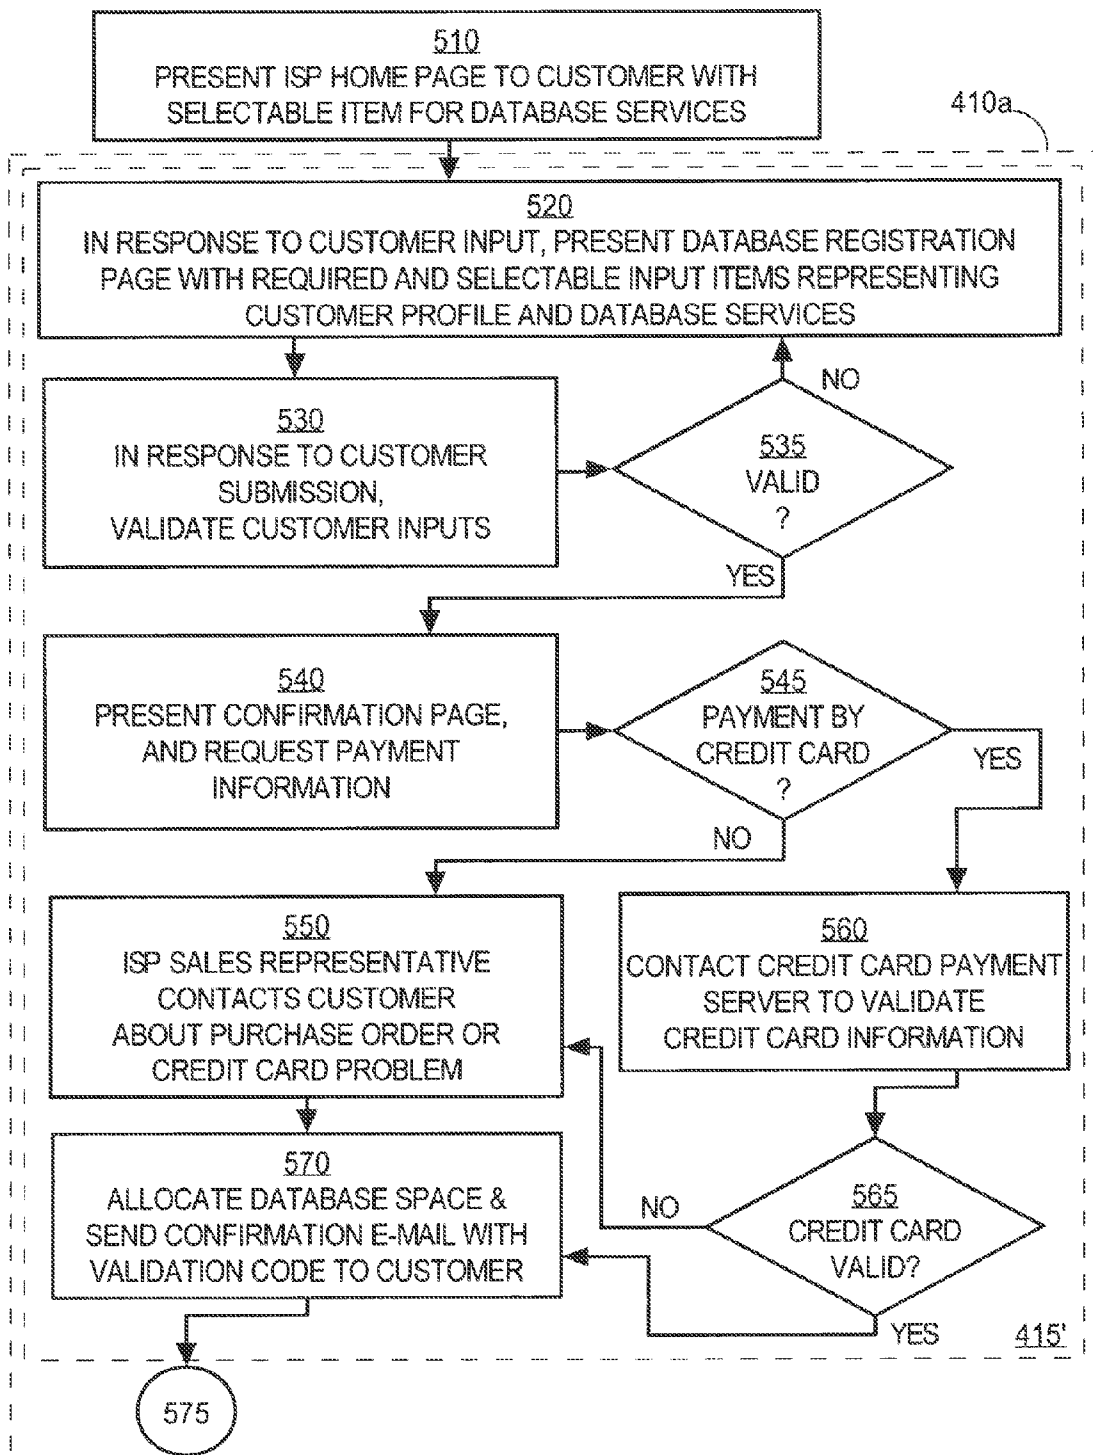 510
PRESENT ISP HOME PAGE TO CUSTOMER WITH
SELECTABLE ITEM FOR DATABASE SERVICES
410a
520
IN RESPONSE TO CUSTOMER INPUT, PRESENT DATABASE REGISTRATION
PAGE WITH REQUIRED AND SELECTABLE INPUT ITEMS REPRESENTING
CUSTOMER PROFILE AND DATABASE SERVICES
530
IN RESPONSE TO CUSTOMER
SUBMISSION,
VALIDATE CUSTOMER INPUTS
NO
535
VALID
?
YES
540
PRESENT CONFIRMATION PAGE,
AND REQUEST PAYMENT
INFORMATION
545
PAYMENT BY
CREDIT CARD
?
YES
NO
550
ISP SALES REPRESENTATIVE
CONTACTS CUSTOMER
ABOUT PURCHASE ORDER OR
CREDIT CARD PROBLEM
560
CONTACT CREDIT CARD PAYMENT
SERVER TO VALIDATE
CREDIT CARD INFORMATION
570
ALLOCATE DATABASE SPACE &
SEND CONFIRMATION E-MAIL WITH
VALIDATION CODE TO CUSTOMER
NO
565
CREDIT CARD
VALID?
YES
415'
575